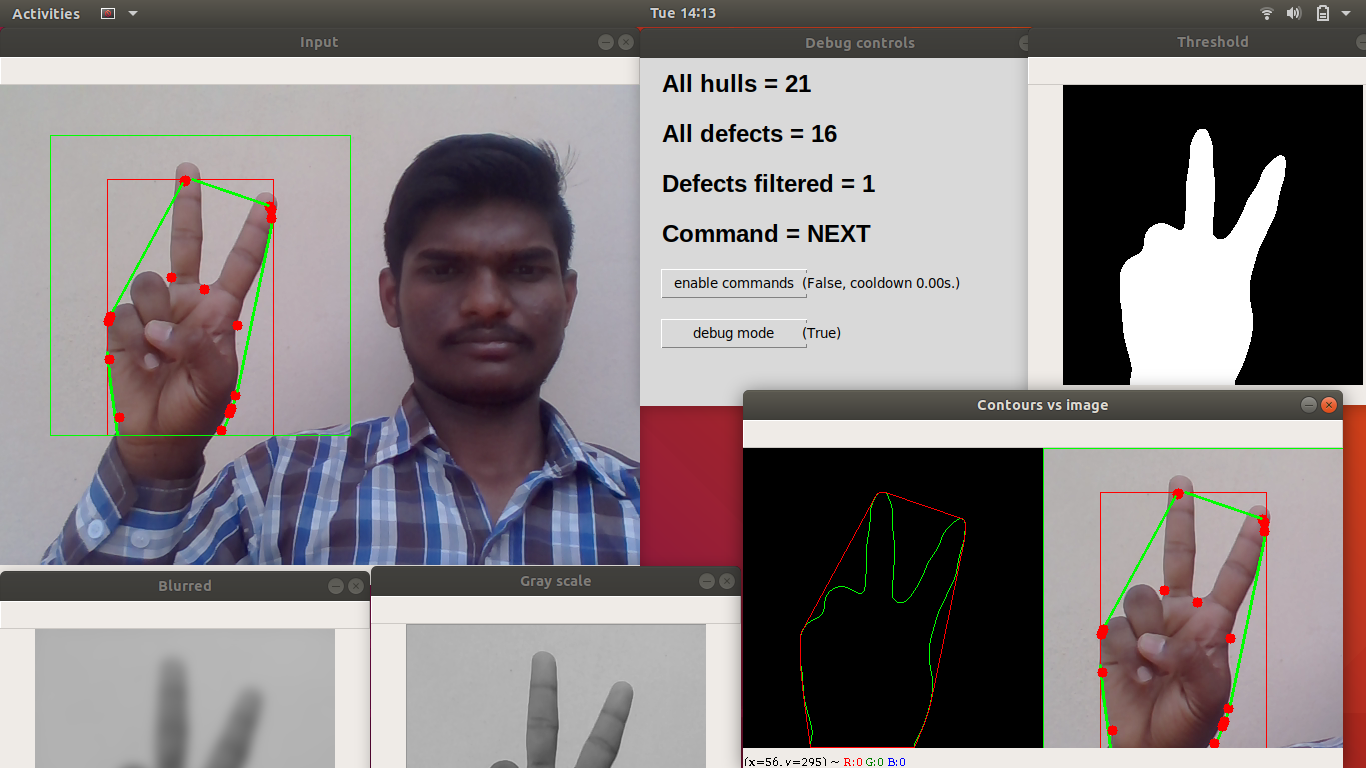 Activities
Tue 14:13
Input
Debug controls
Threshold
All hulls = 21
All defects = 16
Defects filtered = 1
Command = NEXT
enable commands (False, cooldown 0.00s.)
debug mode (True)
Contours vs image
Blurred
Gray scale
(x=56, y=295) ~ R:0 G:0 B:0